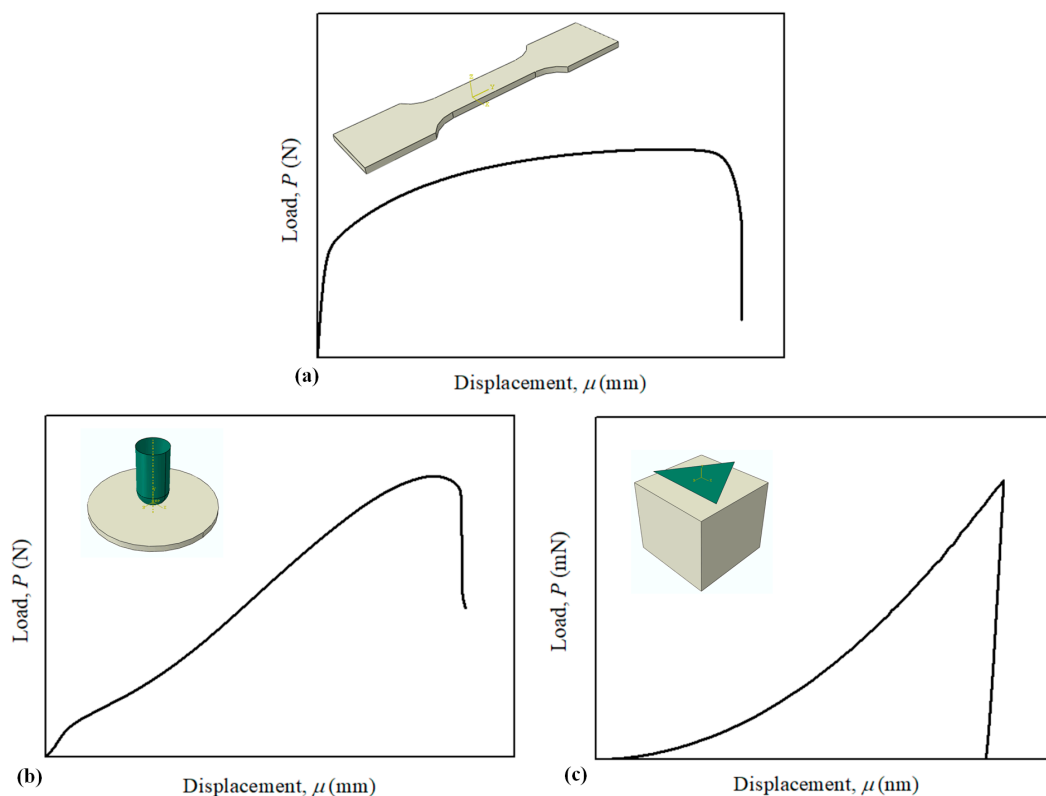 Load, P (N)
(a)
Displacement, μ (mm)
Load, P (N)
(b)
Displacement, μ (mm)
Load, P (mN)
(c)
Displacement, μ (nm)